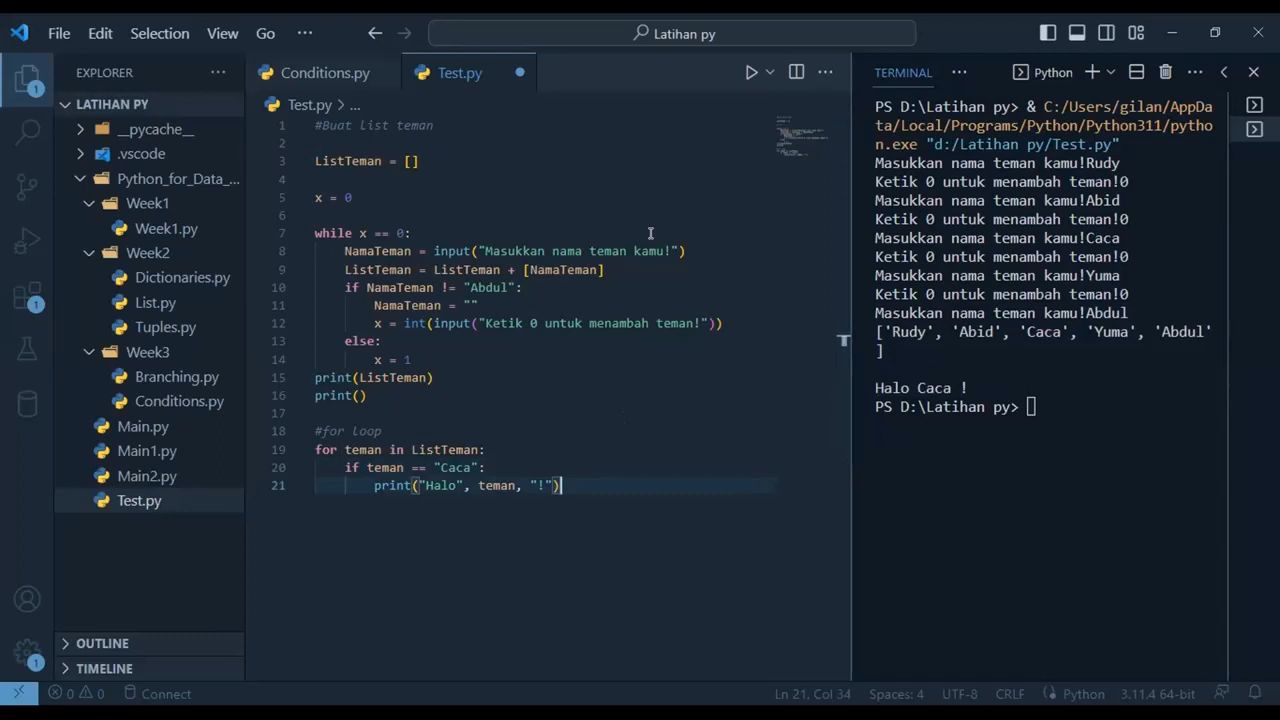 File Edit Selection View Go ··· Latihan py
EXPLORER ···
LATIHAN PY
__pycache__
.vscode
Python_for_Data_...
Week1
Week1.py
Week2
Dictionaries.py
List.py
Tuples.py
Week3
Branching.py
Conditions.py
Main.py
Main1.py
Main2.py
Test.py
OUTLINE
TIMELINE
1
1
1
Conditions.py Test.py
Test.py > ...
1 #Buat list teman
2
3 ListTeman = []
4
5 x = 0
6
7 while x == 0:
8 NamaTeman = input("Masukkan nama teman kamu!")
9 ListTeman = ListTeman + [NamaTeman]
10 if NamaTeman != "Abdul":
11 NamaTeman = ""
12 x = int(input("Ketik 0 untuk menambah teman!"))
13 else:
14 x = 1
15 print(ListTeman)
16 print()
17
18 #for loop
19 for teman in ListTeman:
20 if teman == "Caca":
21 print("Halo", teman, "!")
TERMINAL ··· Python
PS D:\Latihan py> & C:/Users/gilan/AppDa
ta/Local/Programs/Python/Python311/pytho
n.exe "d:/Latihan py/Test.py"
Masukkan nama teman kamu!Rudy
Ketik 0 untuk menambah teman!0
Masukkan nama teman kamu!Abid
Ketik 0 untuk menambah teman!0
Masukkan nama teman kamu!Caca
Ketik 0 untuk menambah teman!0
Masukkan nama teman kamu!Yuma
Ketik 0 untuk menambah teman!0
Masukkan nama teman kamu!Abdul
['Rudy', 'Abid', 'Caca', 'Yuma', 'Abdul'
]
Halo Caca !
PS D:\Latihan py>
0 0 Connect Ln 21, Col 34 Spaces: 4 UTF-8 CRLF Python 3.11.4 64-bit